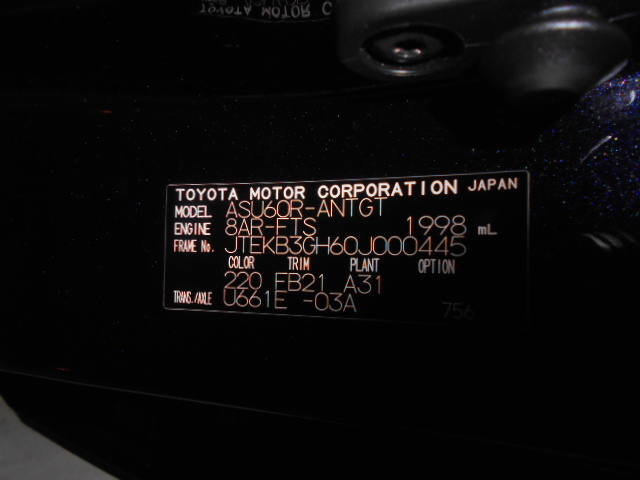 TOYOTA MOTOR CORPORATION JAPAN
MODEL ASU60R-ANTGT
ENGINE 8AR-FTS 1998 mL
FRAME No. JTEKB3GH60J000445
COLOR TRIM PLANT OPTION
220 FB21 A31
TRANS./AXLE U661E -03A
756